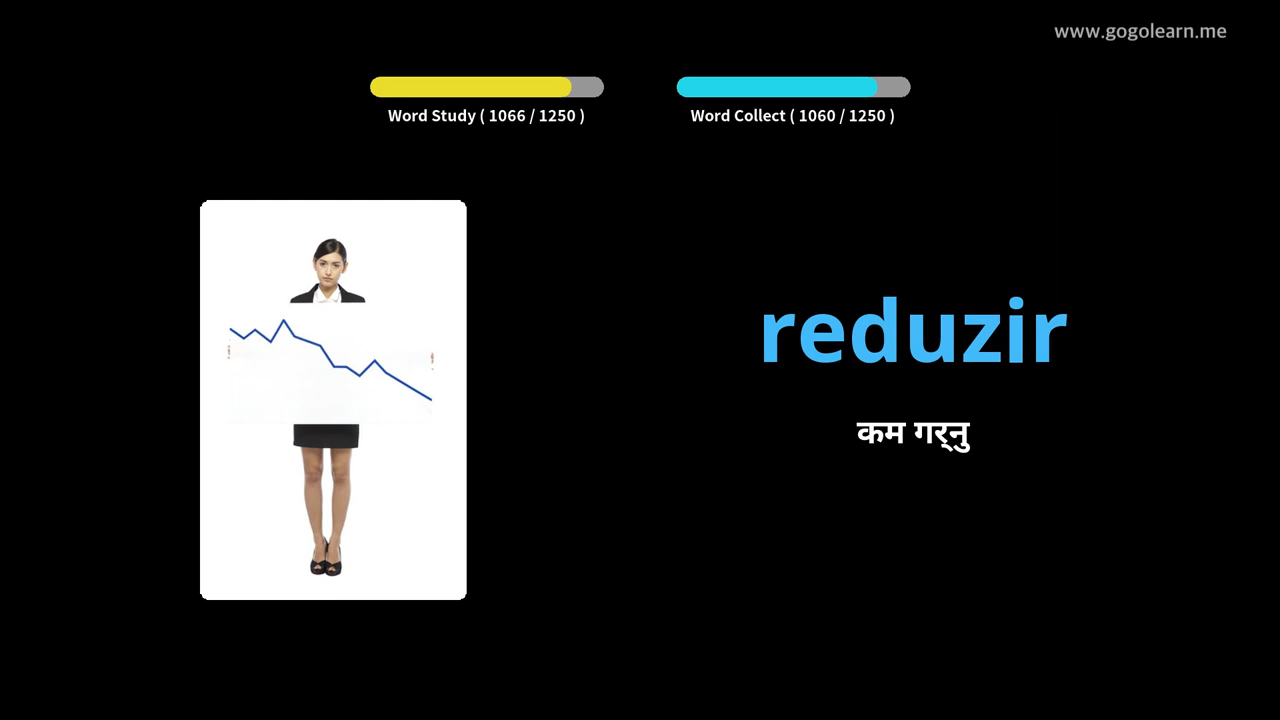 www.gogolearn.me
Word Study ( 1066 / 1250 )
Word Collect ( 1060 / 1250 )
reduzir
कम गर्‍नु